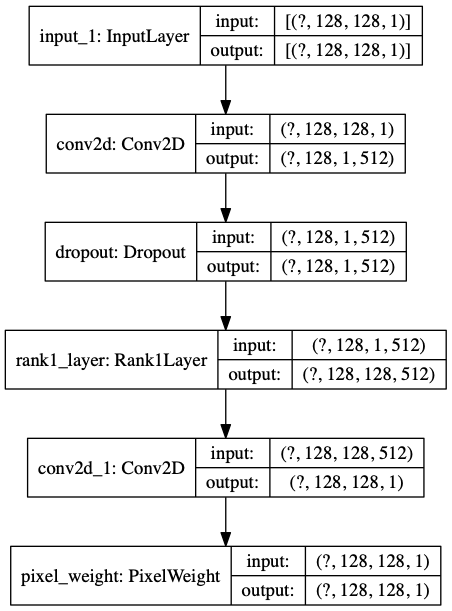 input_1: InputLayer
input: [(?, 128, 128, 1)]
output: [(?, 128, 128, 1)]
conv2d: Conv2D
input: (?, 128, 128, 1)
output: (?, 128, 1, 512)
dropout: Dropout
input: (?, 128, 1, 512)
output: (?, 128, 1, 512)
rank1_layer: Rank1Layer
input: (?, 128, 1, 512)
output: (?, 128, 128, 512)
conv2d_1: Conv2D
input: (?, 128, 128, 512)
output: (?, 128, 128, 1)
pixel_weight: PixelWeight
input: (?, 128, 128, 1)
output: (?, 128, 128, 1)